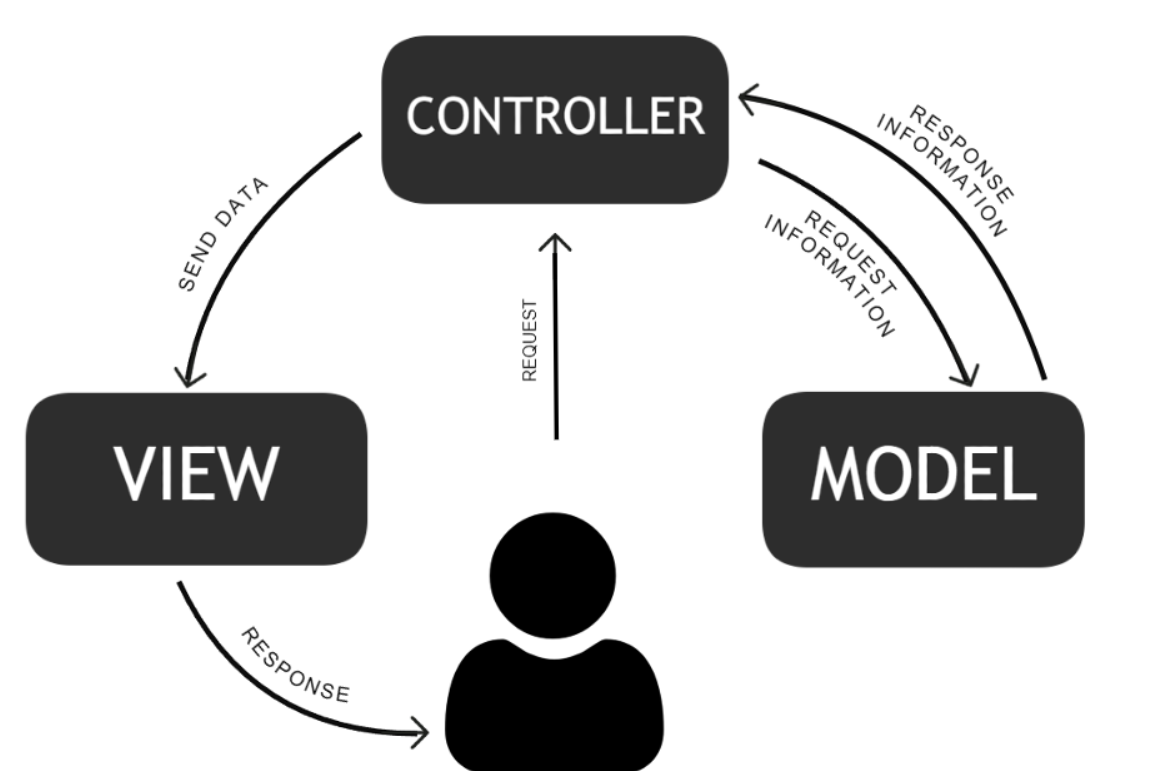 CONTROLLER
RESPONSE
INFORMATION
SEND DATA
REQUEST
INFORMATION
REQUEST
VIEW
MODEL
RESPONSE